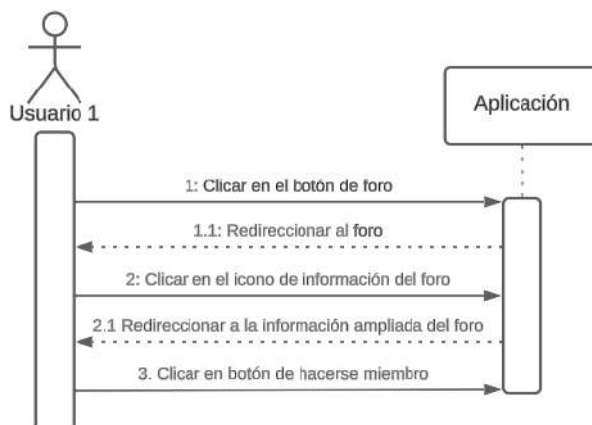 Usuario 1
Aplicación
1: Clicar en el botón de foro
1.1: Redireccionar al foro
2: Clicar en el icono de información del foro
2.1 Redireccionar a la información ampliada del foro
3. Clicar en botón de hacerse miembro